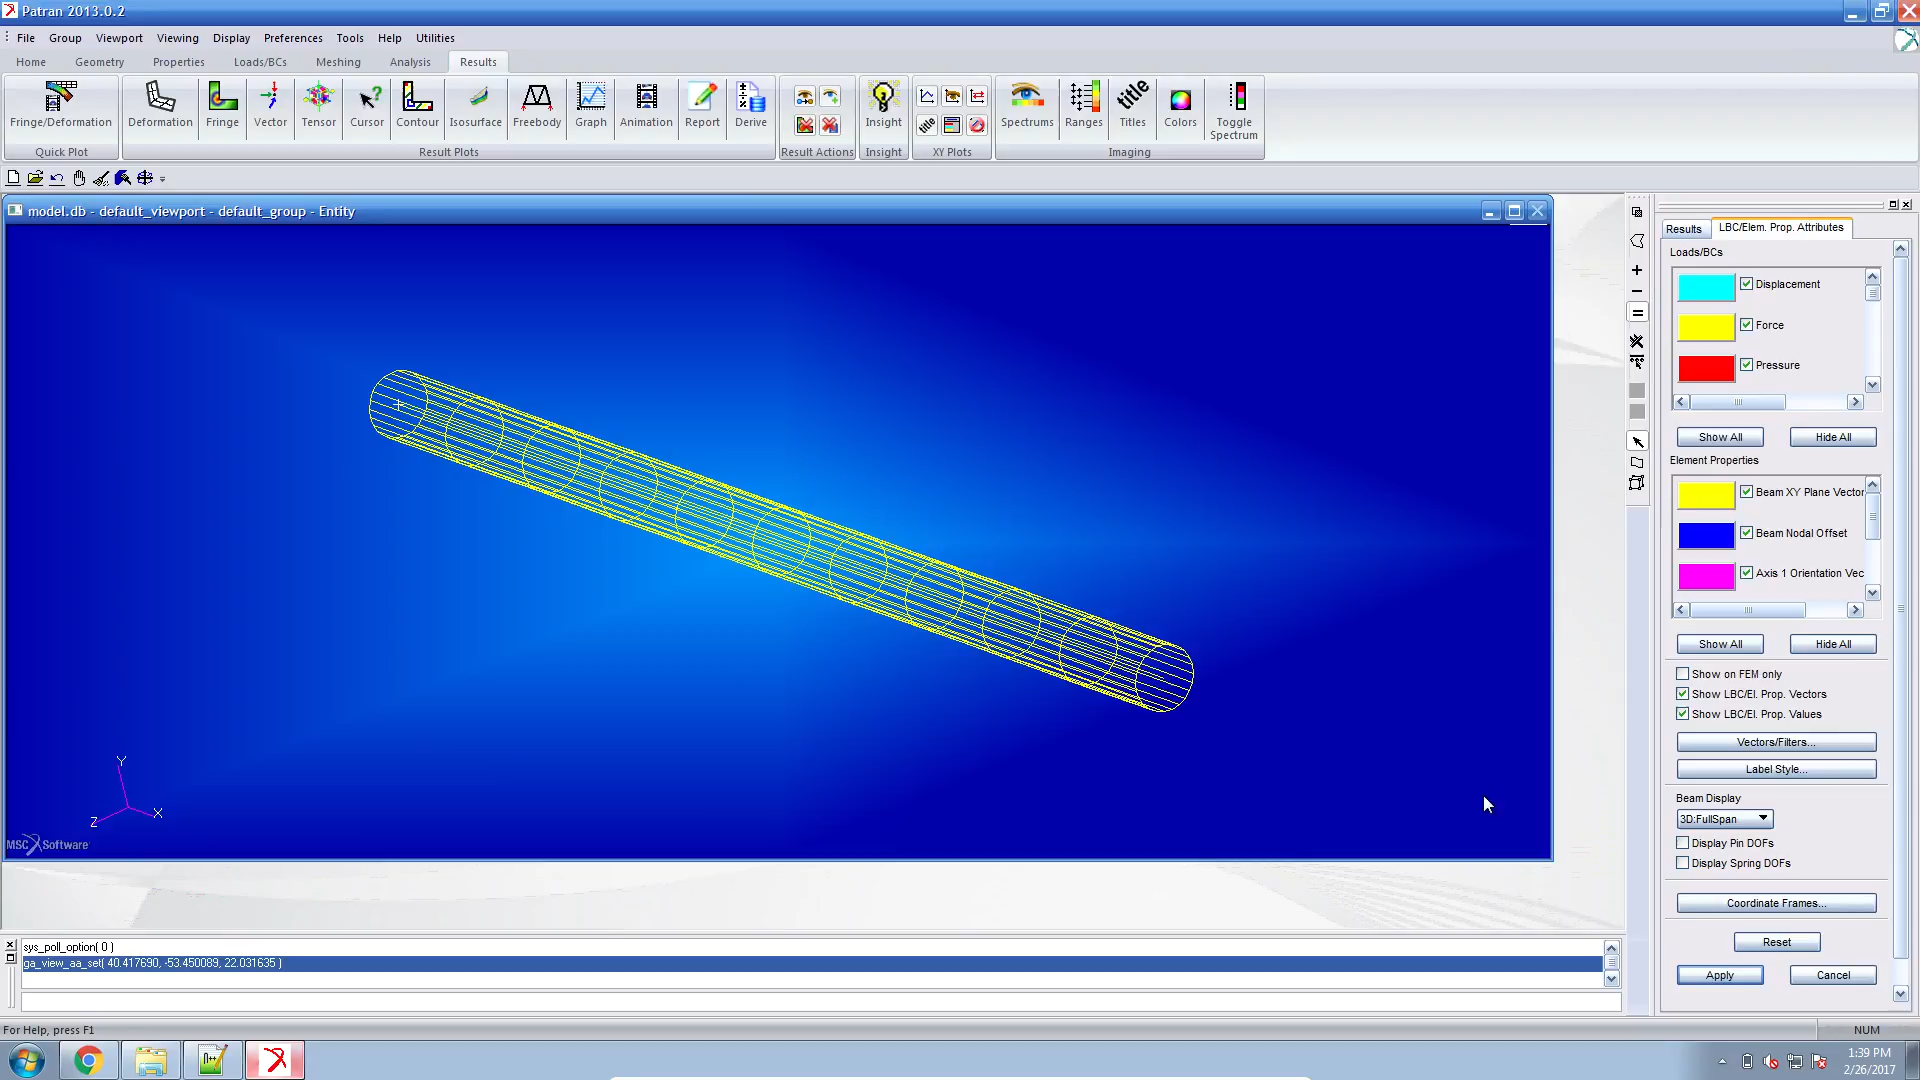 Patran 2013.0.2
File Group Viewport Viewing Display Preferences Tools Help Utilities
Home Geometry Properties Loads/BCs Meshing Analysis Results
Fringe/Deformation Deformation Fringe Vector Tensor Cursor Contour Isosurface Freebody Graph Animation Report Derive Insight title Spectrums Ranges Titles Colors Toggle Spectrum
Quick Plot Result Plots Result Actions Insight XY Plots Imaging
model.db - default_viewport - default_group - Entity
Results LBC/Elem. Prop. Attributes
Loads/BCs
Displacement
Force
Pressure
Show All Hide All
Element Properties
Beam XY Plane Vector
Beam Nodal Offset
Axis 1 Orientation Vec
Show All Hide All
Show on FEM only
Show LBC/El. Prop. Vectors
Show LBC/El. Prop. Values
Vectors/Filters...
Label Style...
Beam Display
3D:FullSpan
Display Pin DOFs
Display Spring DOFs
Coordinate Frames...
Reset
Apply Cancel
Y
X
Z
MSC Software
sys_poll_option( 0 )
ga_view_aa_set( 40.417690, -53.450089, 22.031635 )
For Help, press F1
NUM
1:39 PM
2/26/2017